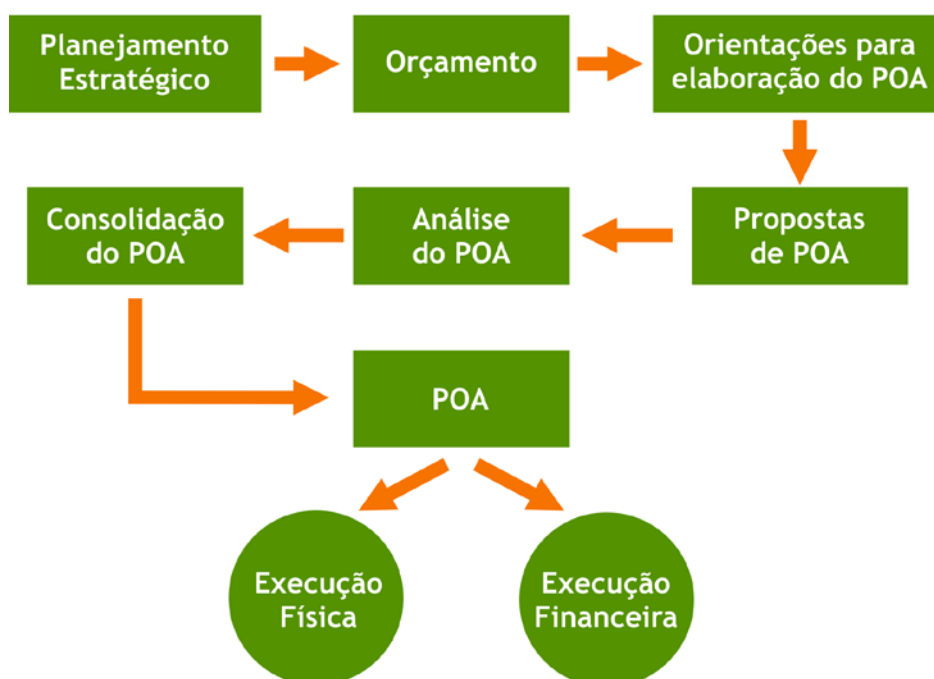 Planejamento
Estratégico
Orçamento
Orientações para
elaboração do POA
Propostas
de POA
Análise
do POA
Consolidação
do POA
POA
Execução
Física
Execução
Financeira